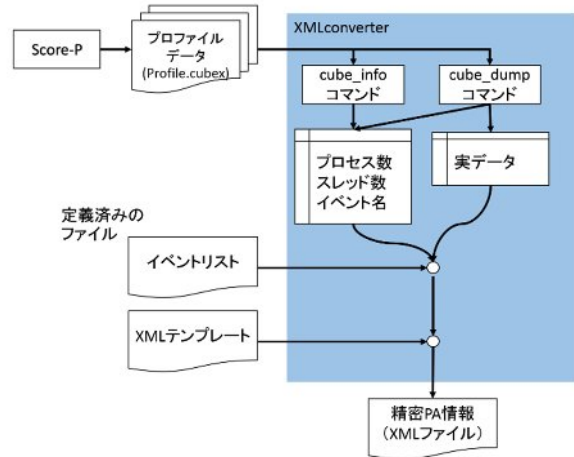 XMLconverter
Score-P
プロファイル
データ
(Profile.cubex)
cube_info
コマンド
cube_dump
コマンド
プロセス数
スレッド数
イベント名
実データ
定義済みの
ファイル
イベントリスト
XMLテンプレート
精密PA情報
（XMLファイル）